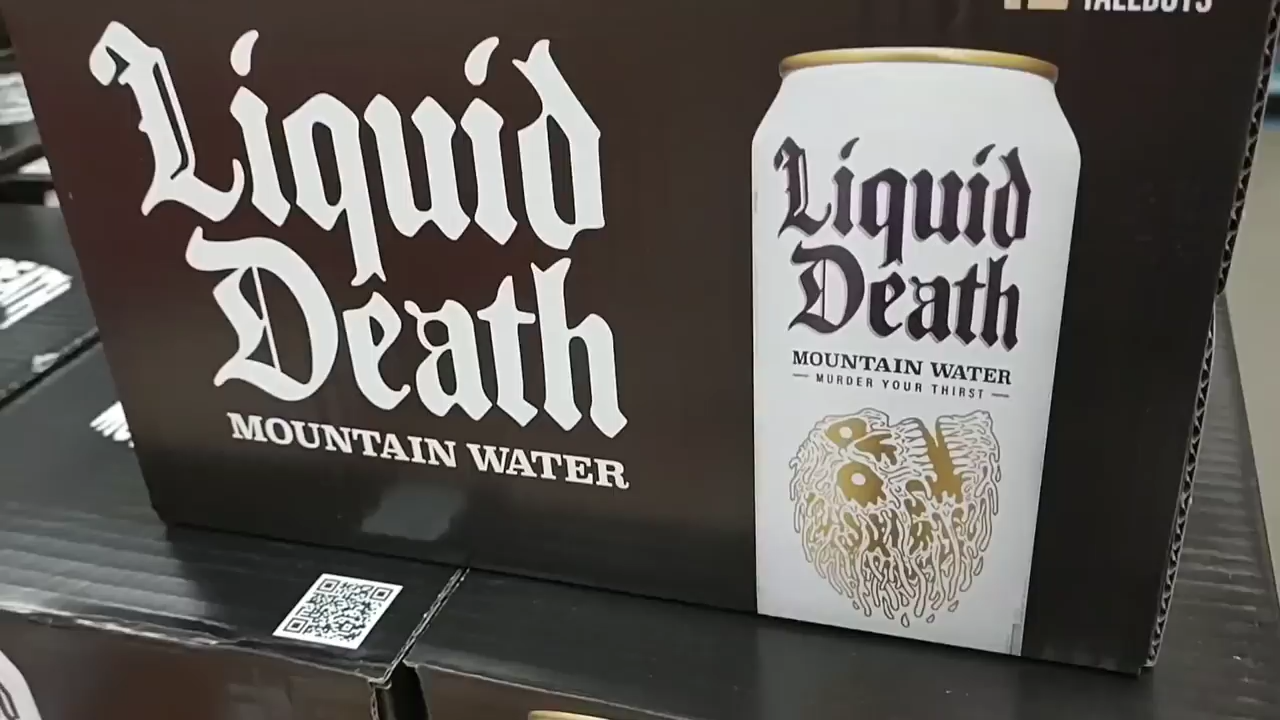 TALLBOYS
Liquid
Death
MOUNTAIN WATER
Liquid
Death
MOUNTAIN WATER
MURDER YOUR THIRST